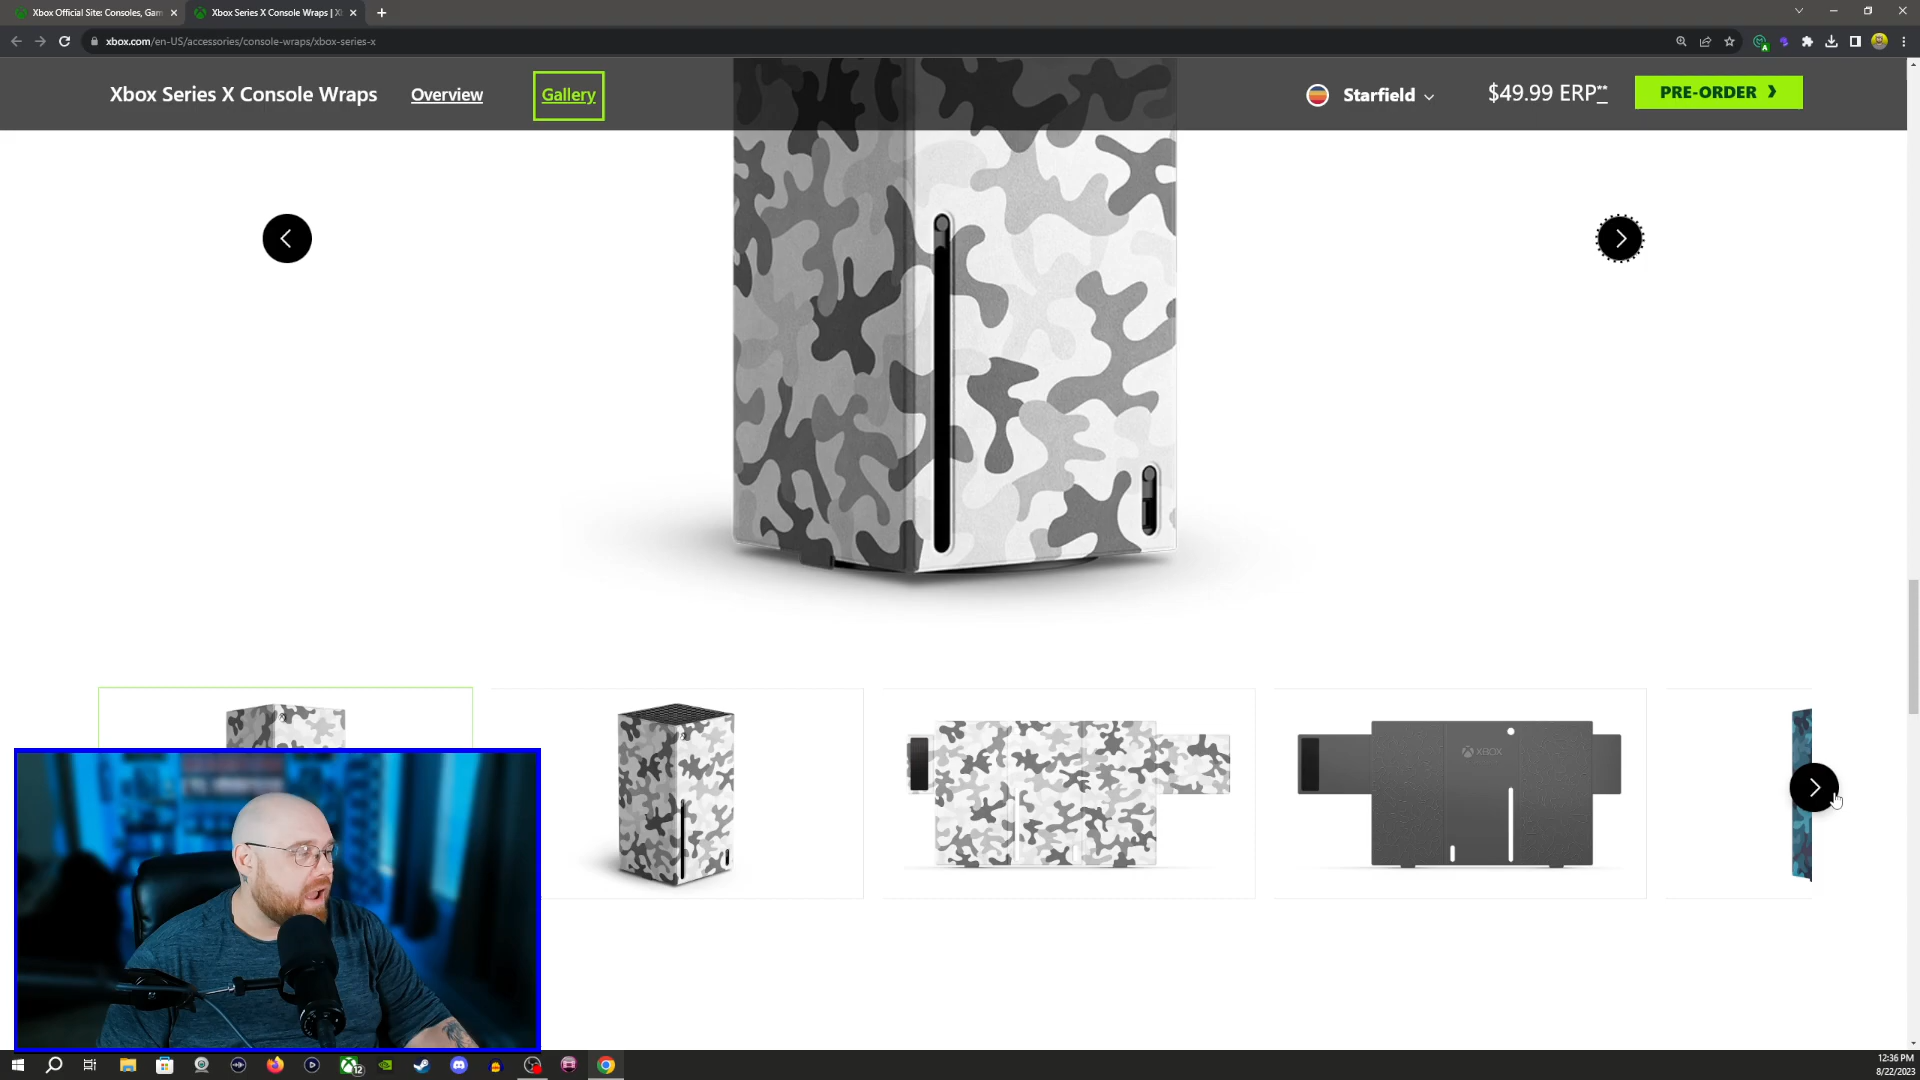 Xbox Official Site: Consoles, Gam
Xbox Series X Console Wraps | X
xbox.com/en-US/accessories/console-wraps/xbox-series-x
Xbox Series X Console Wraps
Overview
Gallery
Starfield
$49.99 ERP**
PRE-ORDER
XBOX
12
12:36 PM
8/22/2023